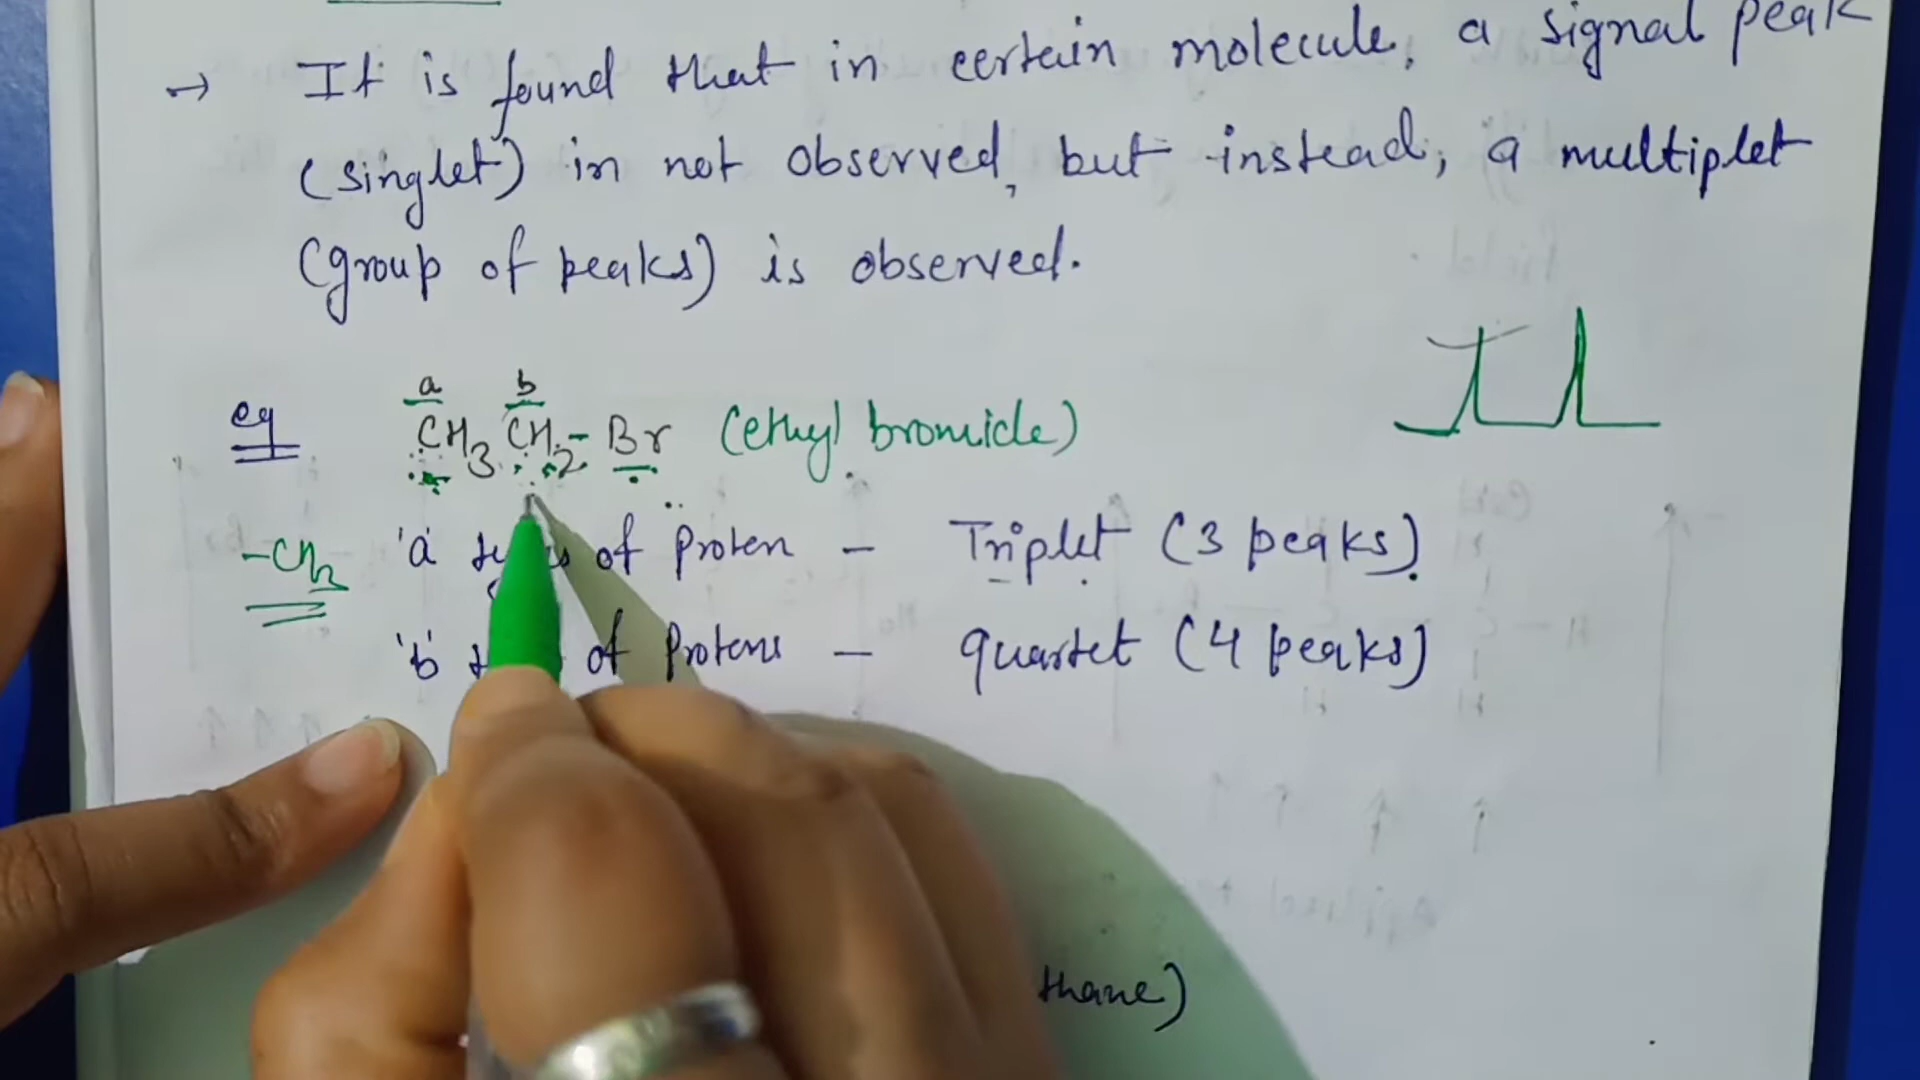 → It is found that in certain molecule, a signal peak
(singlet) in not observed, but instead, a multiplet
(group of peaks) is observed.
a b
eg CH3 CH2-Br (ethyl bromide)
-CH2 'a' of Proton - Triplet (3 peaks)
'b' of Protons - quartet (4 peaks)
thane)